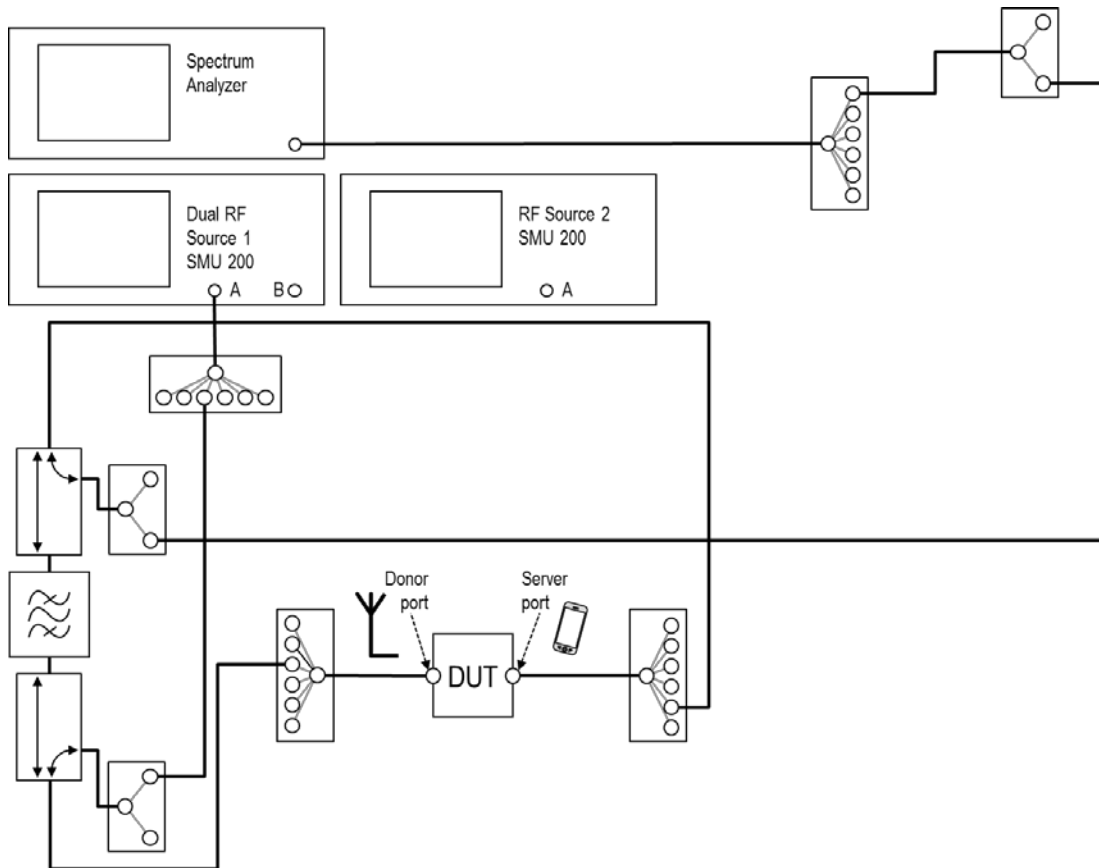 Spectrum
Analyzer
Dual RF
Source 1
SMU 200
A
B
RF Source 2
SMU 200
A
Donor
port
Server
port
DUT